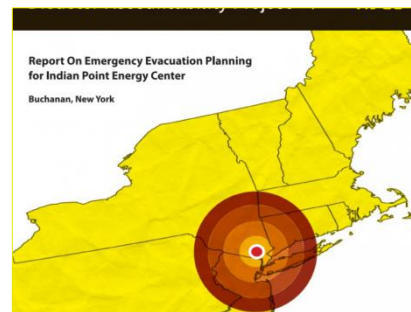 Report On Emergency Evacuation Planning
for Indian Point Energy Center
Buchanan, New York